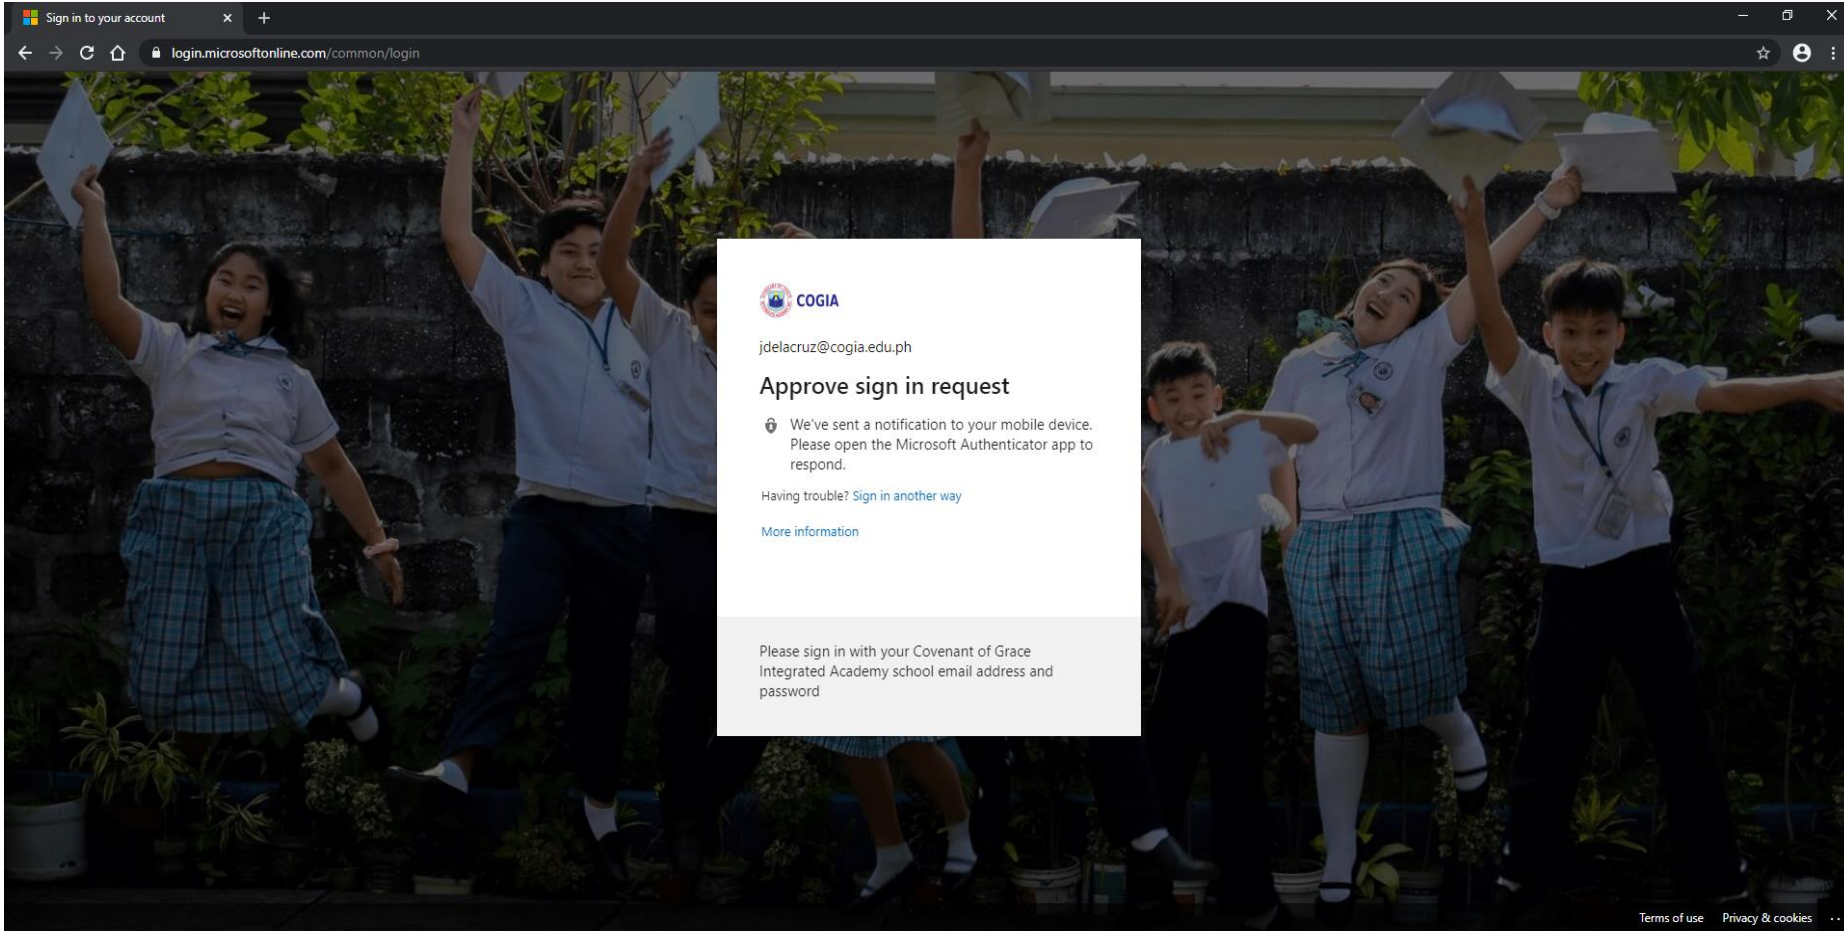 Sign in to your account
login.microsoftonline.com/common/login
COGIA
jdelacruz@cogia.edu.ph
Approve sign in request
We've sent a notification to your mobile device.
Please open the Microsoft Authenticator app to
respond.
Having trouble? Sign in another way
More information
Please sign in with your Covenant of Grace
Integrated Academy school email address and
password
Terms of use Privacy & cookies